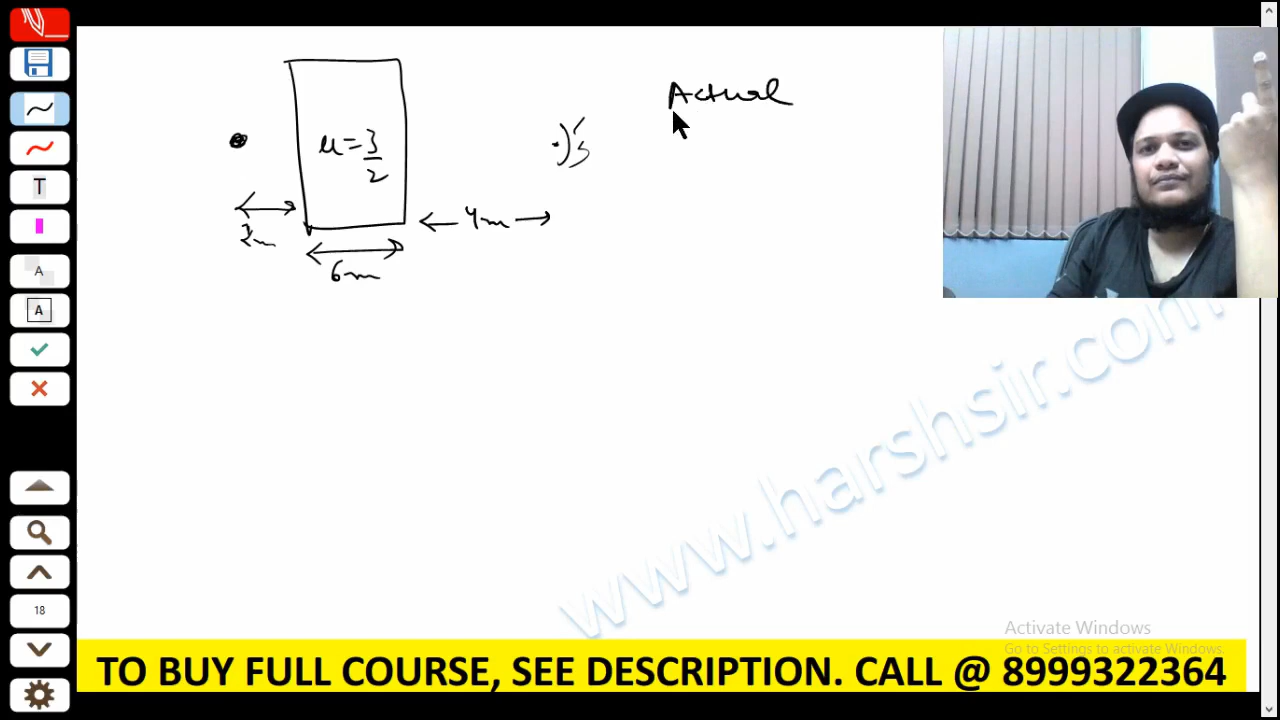 Actual
μ=3/2
4m
6m
T
A
A
18
www.harshsir.com
Activate Windows
Go to Settings to activate Windows.
TO BUY FULL COURSE, SEE DESCRIPTION. CALL @ 8999322364